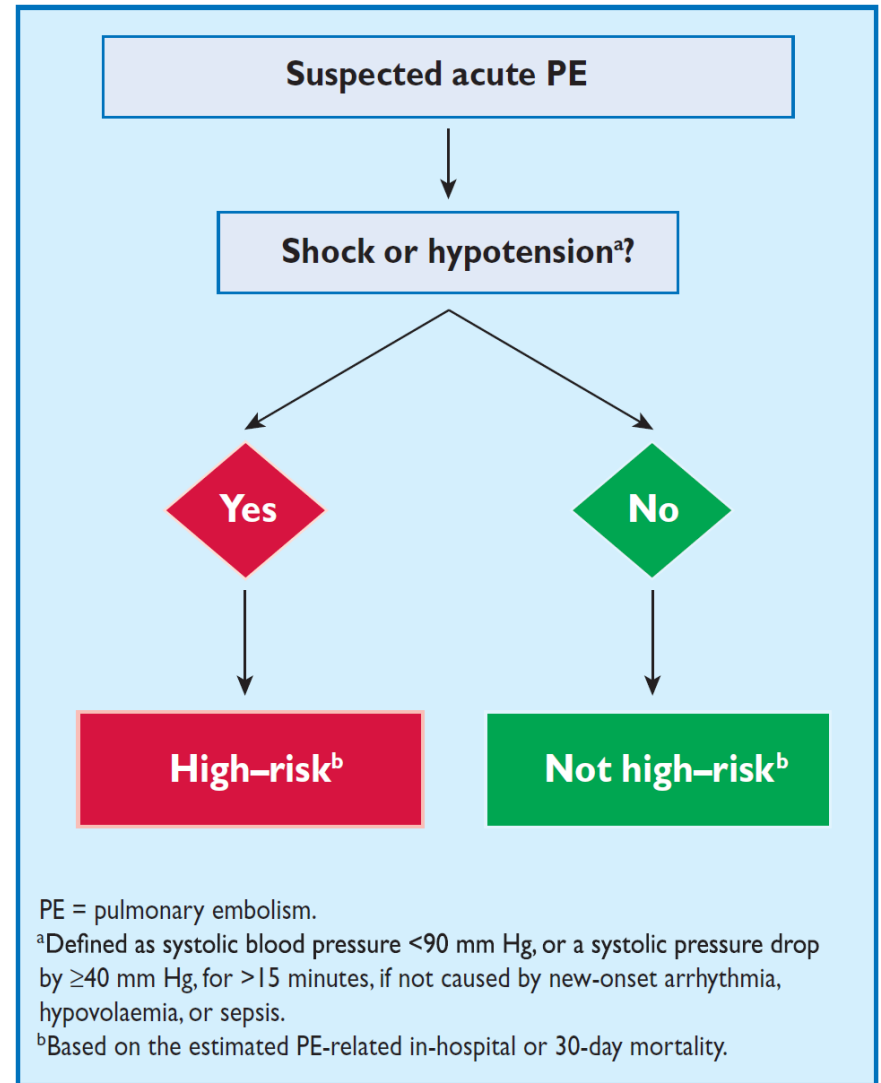 Suspected acute PE
Shock or hypotensionᵃ?
Yes
No
High–riskᵇ
Not high–riskᵇ
PE = pulmonary embolism.
ᵃDefined as systolic blood pressure <90 mm Hg, or a systolic pressure drop
by ≥40 mm Hg, for >15 minutes, if not caused by new-onset arrhythmia,
hypovolaemia, or sepsis.
ᵇBased on the estimated PE-related in-hospital or 30-day mortality.